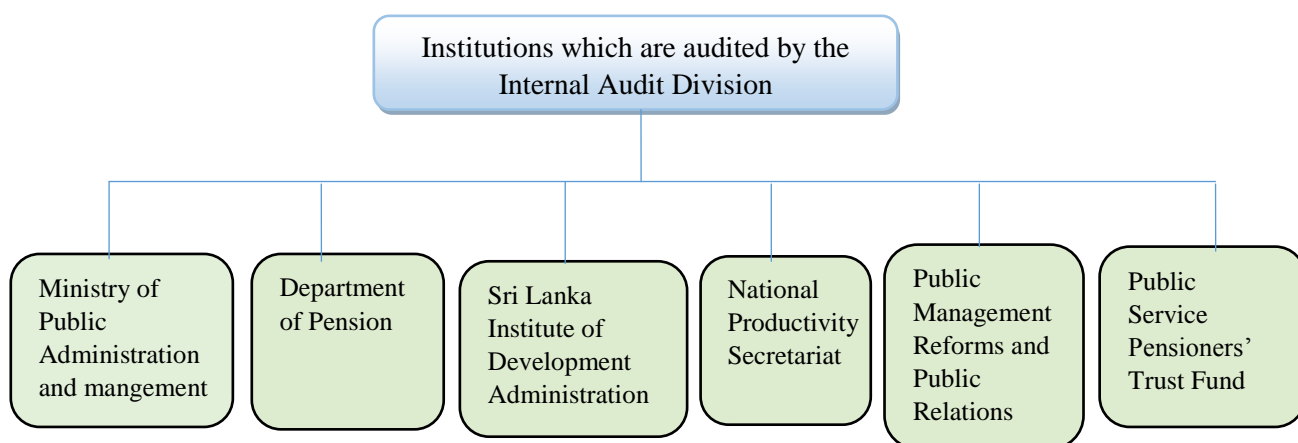 Institutions which are audited by the
Internal Audit Division
Ministry of
Public
Administration
and mangement
Department
of Pension
Sri Lanka
Institute of
Development
Administration
National
Productivity
Secretariat
Public
Management
Reforms and
Public
Relations
Public
Service
Pensioners’
Trust Fund